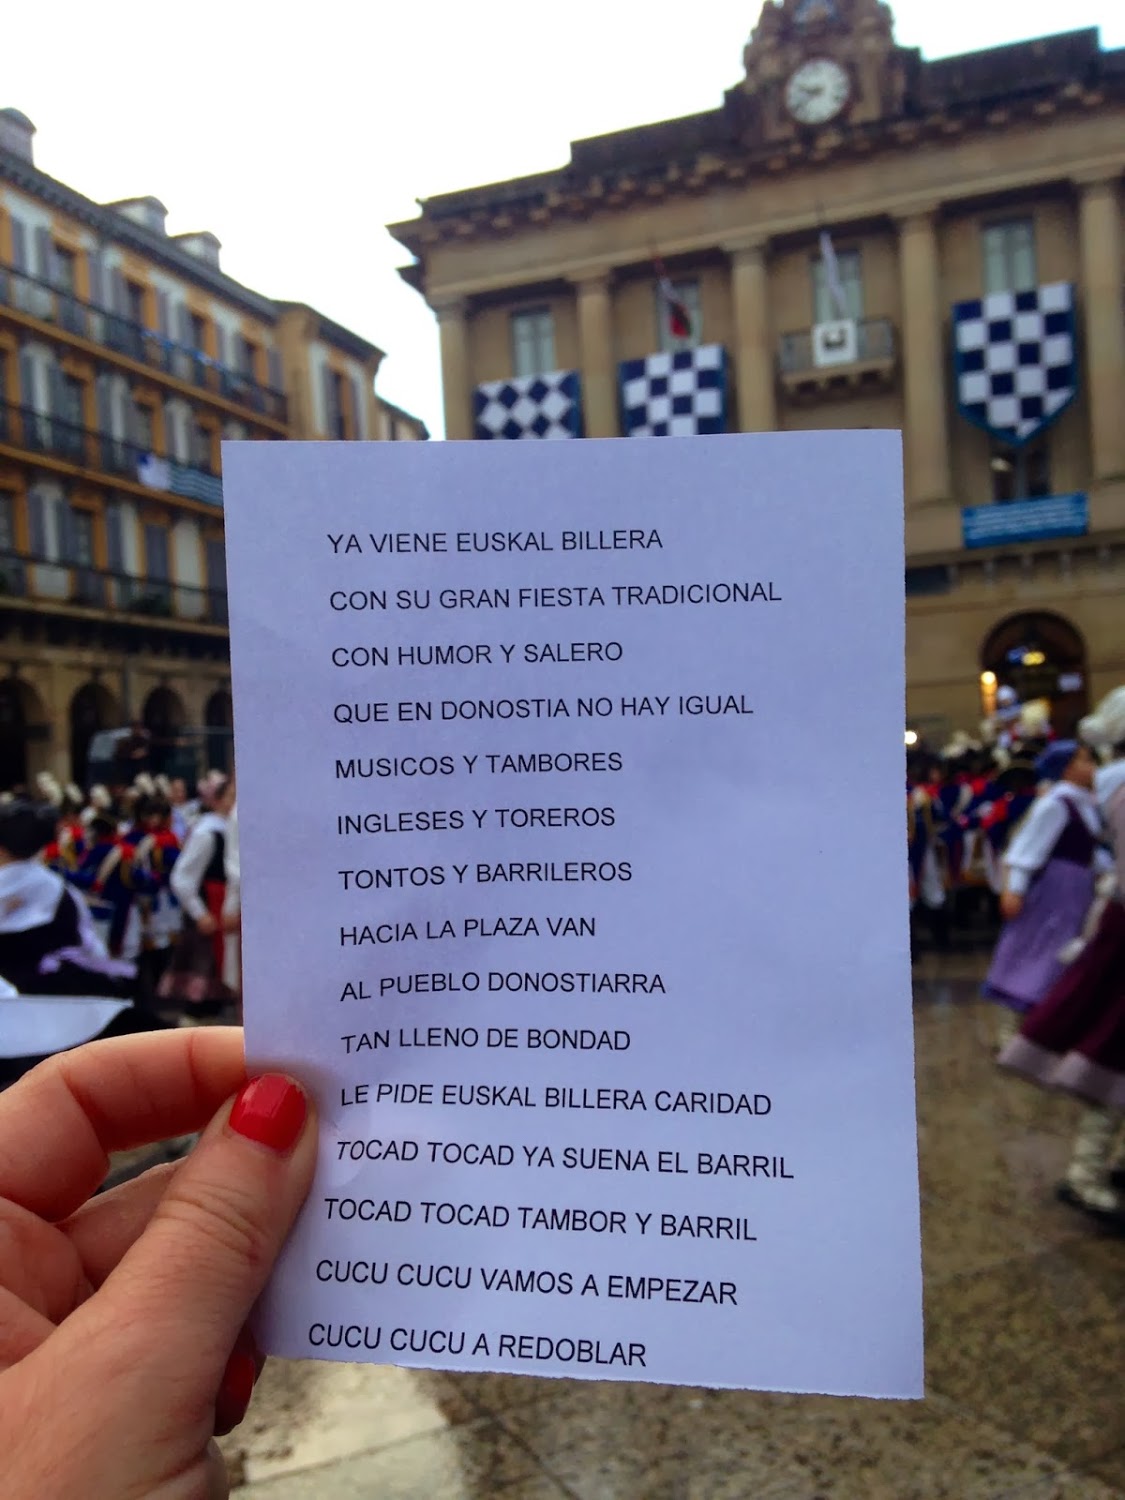 YA VIENE EUSKAL BILLERA
CON SU GRAN FIESTA TRADICIONAL
CON HUMOR Y SALERO
QUE EN DONOSTIA NO HAY IGUAL
MUSICOS Y TAMBORES
INGLESES Y TOREROS
TONTOS Y BARRILEROS
HACIA LA PLAZA VAN
AL PUEBLO DONOSTIARRA
TAN LLENO DE BONDAD
LE PIDE EUSKAL BILLERA CARIDAD
TOCAD TOCAD YA SUENA EL BARRIL
TOCAD TOCAD TAMBOR Y BARRIL
CUCU CUCU VAMOS A EMPEZAR
CUCU CUCU A REDOBLAR